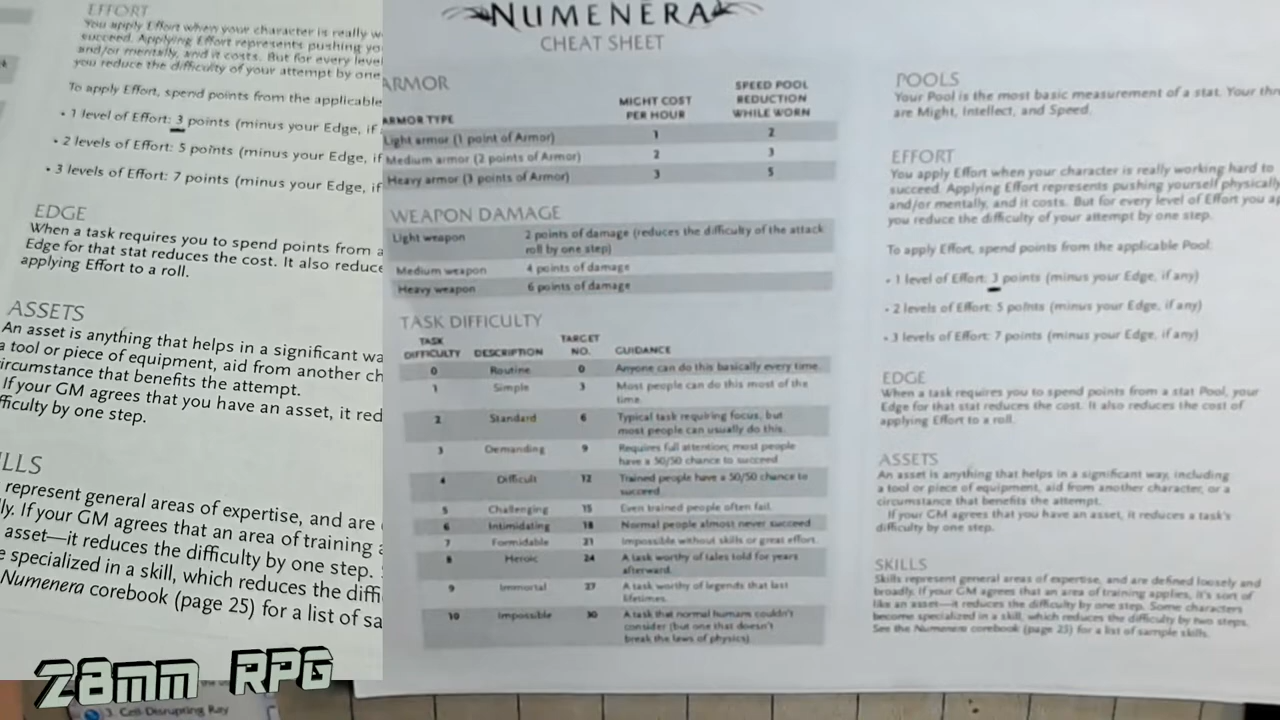 EFFORT
You apply Effort when your character is really w
succeed. Applying Effort represents pushing yo
and/or mentally, and it costs. But for every level
you reduce the difficulty of your attempt by one
To apply Effort, spend points from the applicable
• 1 level of Effort: 3 points (minus your Edge, if
• 2 levels of Effort: 5 points (minus your Edge, if
• 3 levels of Effort: 7 points (minus your Edge, if
EDGE
When a task requires you to spend points from a
Edge for that stat reduces the cost. It also reduce
applying Effort to a roll.
ASSETS
An asset is anything that helps in a significant wa
a tool or piece of equipment, aid from another ch
ircumstance that benefits the attempt.
If your GM agrees that you have an asset, it red
fficulty by one step.
LLS
represent general areas of expertise, and are
ly. If your GM agrees that an area of training a
asset—it reduces the difficulty by one step.
e specialized in a skill, which reduces the diffi
Numenera corebook (page 25) for a list of sa
28mm RPG
3. Cell-Disrupting Ray
NUMENERA
CHEAT SHEET
ARMOR
ARMOR TYPE MIGHT COST PER HOUR SPEED POOL REDUCTION WHILE WORN
Light armor (1 point of Armor) 1 2
Medium armor (2 points of Armor) 2 3
Heavy armor (3 points of Armor) 3 5
WEAPON DAMAGE
Light weapon 2 points of damage (reduces the difficulty of the attack
roll by one step)
Medium weapon 4 points of damage
Heavy weapon 6 points of damage
TASK DIFFICULTY
TASK DIFFICULTY DESCRIPTION TARGET NO. GUIDANCE
0 Routine 0 Anyone can do this basically every time.
1 Simple 3 Most people can do this most of the
time.
2 Standard 6 Typical task requiring focus, but
most people can usually do this.
3 Demanding 9 Requires full attention; most people
have a 50/50 chance to succeed
4 Difficult 12 Trained people have a 50/50 chance to
succeed
5 Challenging 15 Even trained people often fail.
6 Intimidating 18 Normal people almost never succeed
7 Formidable 21 Impossible without skills or great effort.
8 Heroic 24 A task worthy of tales told for years
afterward.
9 Immortal 27 A task worthy of legends that last
lifetimes.
10 Impossible 30 A task that normal humans couldn't
consider (but one that doesn't
break the laws of physics)
POOLS
Your Pool is the most basic measurement of a stat. Your thr
are Might, Intellect, and Speed.
EFFORT
You apply Effort when your character is really working hard to
succeed. Applying Effort represents pushing yourself physically
and/or mentally, and it costs. But for every level of Effort you ap
you reduce the difficulty of your attempt by one step.
To apply Effort, spend points from the applicable Pool:
• 1 level of Effort: 3 points (minus your Edge, if any)
• 2 levels of Effort: 5 points (minus your Edge, if any)
• 3 levels of Effort: 7 points (minus your Edge, if any)
EDGE
When a task requires you to spend points from a stat Pool, your
Edge for that stat reduces the cost. It also reduces the cost of
applying Effort to a roll.
ASSETS
An asset is anything that helps in a significant way, including
a tool or piece of equipment, aid from another character, or a
circumstance that benefits the attempt.
If your GM agrees that you have an asset, it reduces a task's
difficulty by one step.
SKILLS
Skills represent general areas of expertise, and are defined loosely and
broadly. If your GM agrees that an area of training applies, it's sort of
like an asset—it reduces the difficulty by one step. Some characters
become specialized in a skill, which reduces the difficulty by two steps.
See the Numenera corebook (page 25) for a list of sample skills.